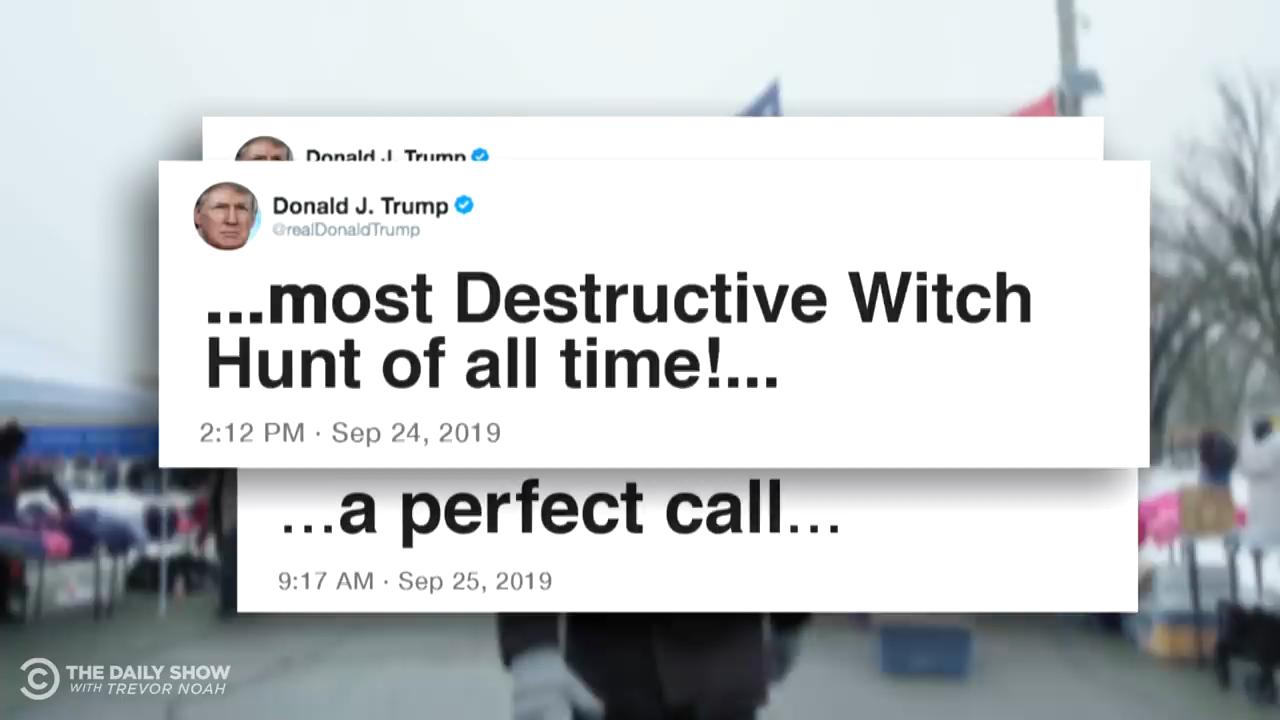 Donald J. Trump
Donald J. Trump
@realDonaldTrump
...most Destructive Witch
Hunt of all time!...
2:12 PM · Sep 24, 2019
...a perfect call...
9:17 AM · Sep 25, 2019
THE DAILY SHOW
WITH TREVOR NOAH